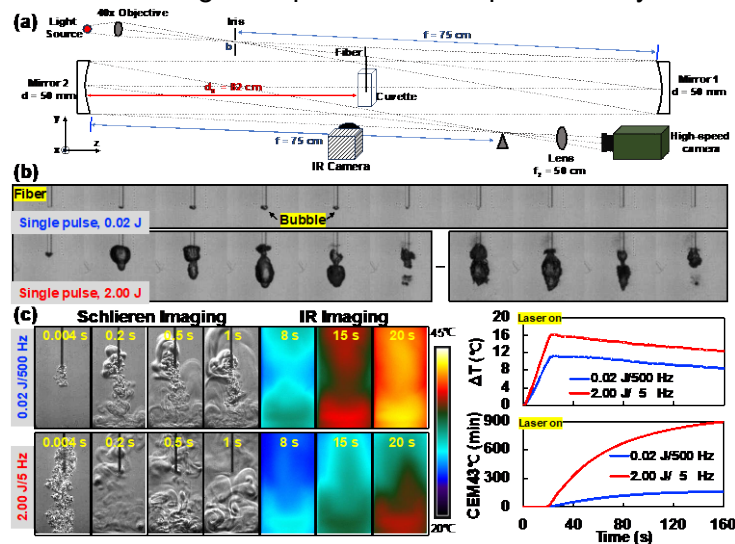 (a)
Light
Source
40x Objective
Iris
b
f = 75 cm
Fiber
Mirror 2
d = 50 mm
Cuvette
Mirror 1
d = 50 mm
y
x
z
f = 75 cm
IR Camera
Lens
f₂ = 50 cm
High-speed
camera
(b)
Fiber
Single pulse, 0.02 J
Bubble
Single pulse, 2.00 J
(c)
Schlieren Imaging
IR Imaging
0.02 J/500 Hz
0.004 s
0.2 s
0.5 s
1 s
8 s
15 s
20 s
2.00 J/5 Hz
0.004 s
0.2 s
0.5 s
1 s
8 s
15 s
20 s
45℃
20℃
Laser on
20
16
12
8
4
0
ΔT (℃)
0.02 J/500 Hz
2.00 J/ 5 Hz
Laser on
900
600
300
0
CEM43℃ (min)
0.02 J/500 Hz
2.00 J/ 5 Hz
0
40
80
120
160
Time (s)